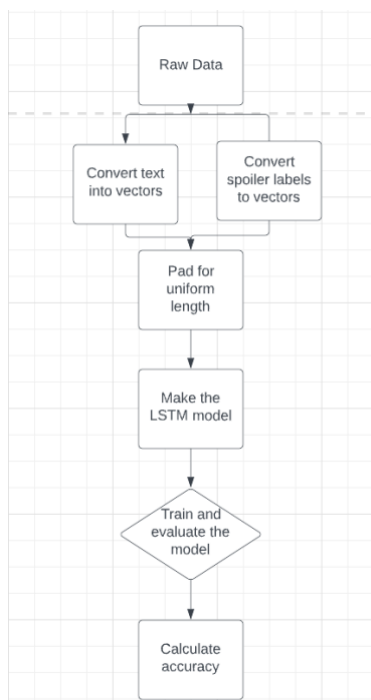 Raw Data
Convert text
into vectors
Convert
spoiler labels
to vectors
Pad for
uniform
length
Make the
LSTM model
Train and
evaluate the
model
Calculate
accuracy